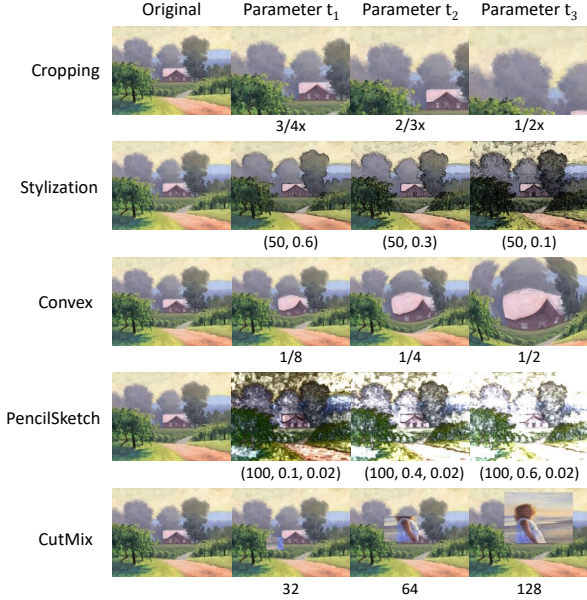 Original Parameter t₁ Parameter t₂ Parameter t₃
Cropping
3/4x 2/3x 1/2x
Stylization
(50, 0.6) (50, 0.3) (50, 0.1)
Convex
1/8 1/4 1/2
PencilSketch
(100, 0.1, 0.02) (100, 0.4, 0.02) (100, 0.6, 0.02)
CutMix
32 64 128